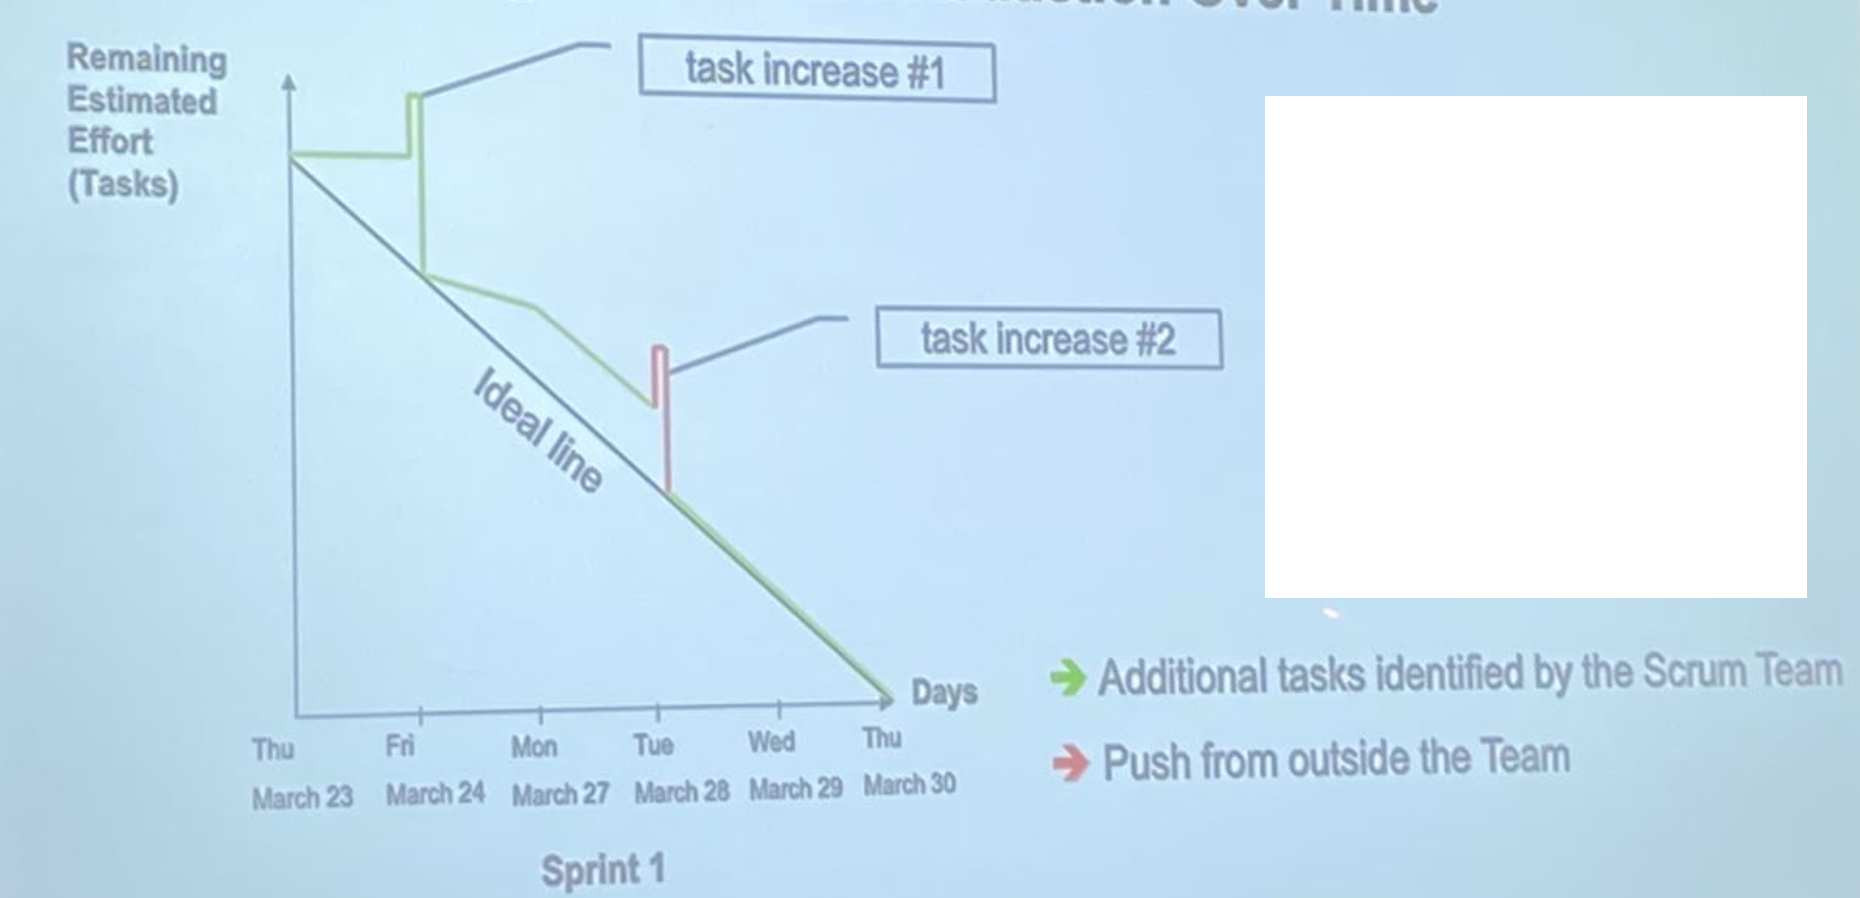 Over Time
Remaining
Estimated
Effort
(Tasks)
task increase #1
task increase #2
Ideal line
Days
Thu Fri Mon Tue Wed Thu
March 23 March 24 March 27 March 28 March 29 March 30
Sprint 1
Additional tasks identified by the Scrum Team
Push from outside the Team